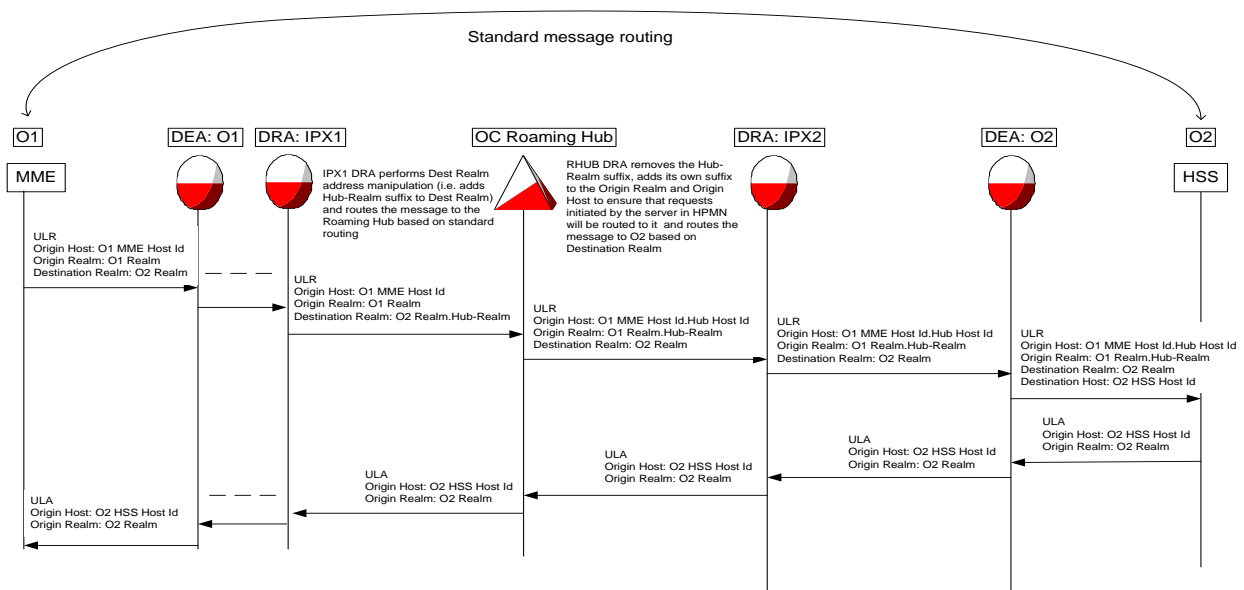 Standard message routing
O1
DEA: O1
DRA: IPX1
OC Roaming Hub
DRA: IPX2
DEA: O2
O2
MME
HSS
IPX1 DRA performs Dest Realm
address manipulation (i.e. adds
Hub-Realm suffix to Dest Realm)
and routes the message to the
Roaming Hub based on standard
routing
RHUB DRA removes the Hub-
Realm suffix, adds its own suffix
to the Origin Realm and Origin
Host to ensure that requests
initiated by the server in HPMN
will be routed to it and routes the
message to O2 based on
Destination Realm
ULR
Origin Host: O1 MME Host Id
Origin Realm: O1 Realm
Destination Realm: O2 Realm
ULR
Origin Host: O1 MME Host Id
Origin Realm: O1 Realm
Destination Realm: O2 Realm.Hub-Realm
ULR
Origin Host: O1 MME Host Id.Hub Host Id
Origin Realm: O1 Realm.Hub-Realm
Destination Realm: O2 Realm
ULR
Origin Host: O1 MME Host Id.Hub Host Id
Origin Realm: O1 Realm.Hub-Realm
Destination Realm: O2 Realm
ULR
Origin Host: O1 MME Host Id.Hub Host Id
Origin Realm: O1 Realm.Hub-Realm
Destination Realm: O2 Realm
Destination Host: O2 HSS Host Id
ULA
Origin Host: O2 HSS Host Id
Origin Realm: O2 Realm
ULA
Origin Host: O2 HSS Host Id
Origin Realm: O2 Realm
ULA
Origin Host: O2 HSS Host Id
Origin Realm: O2 Realm
ULA
Origin Host: O2 HSS Host Id
Origin Realm: O2 Realm
ULA
Origin Host: O2 HSS Host Id
Origin Realm: O2 Realm